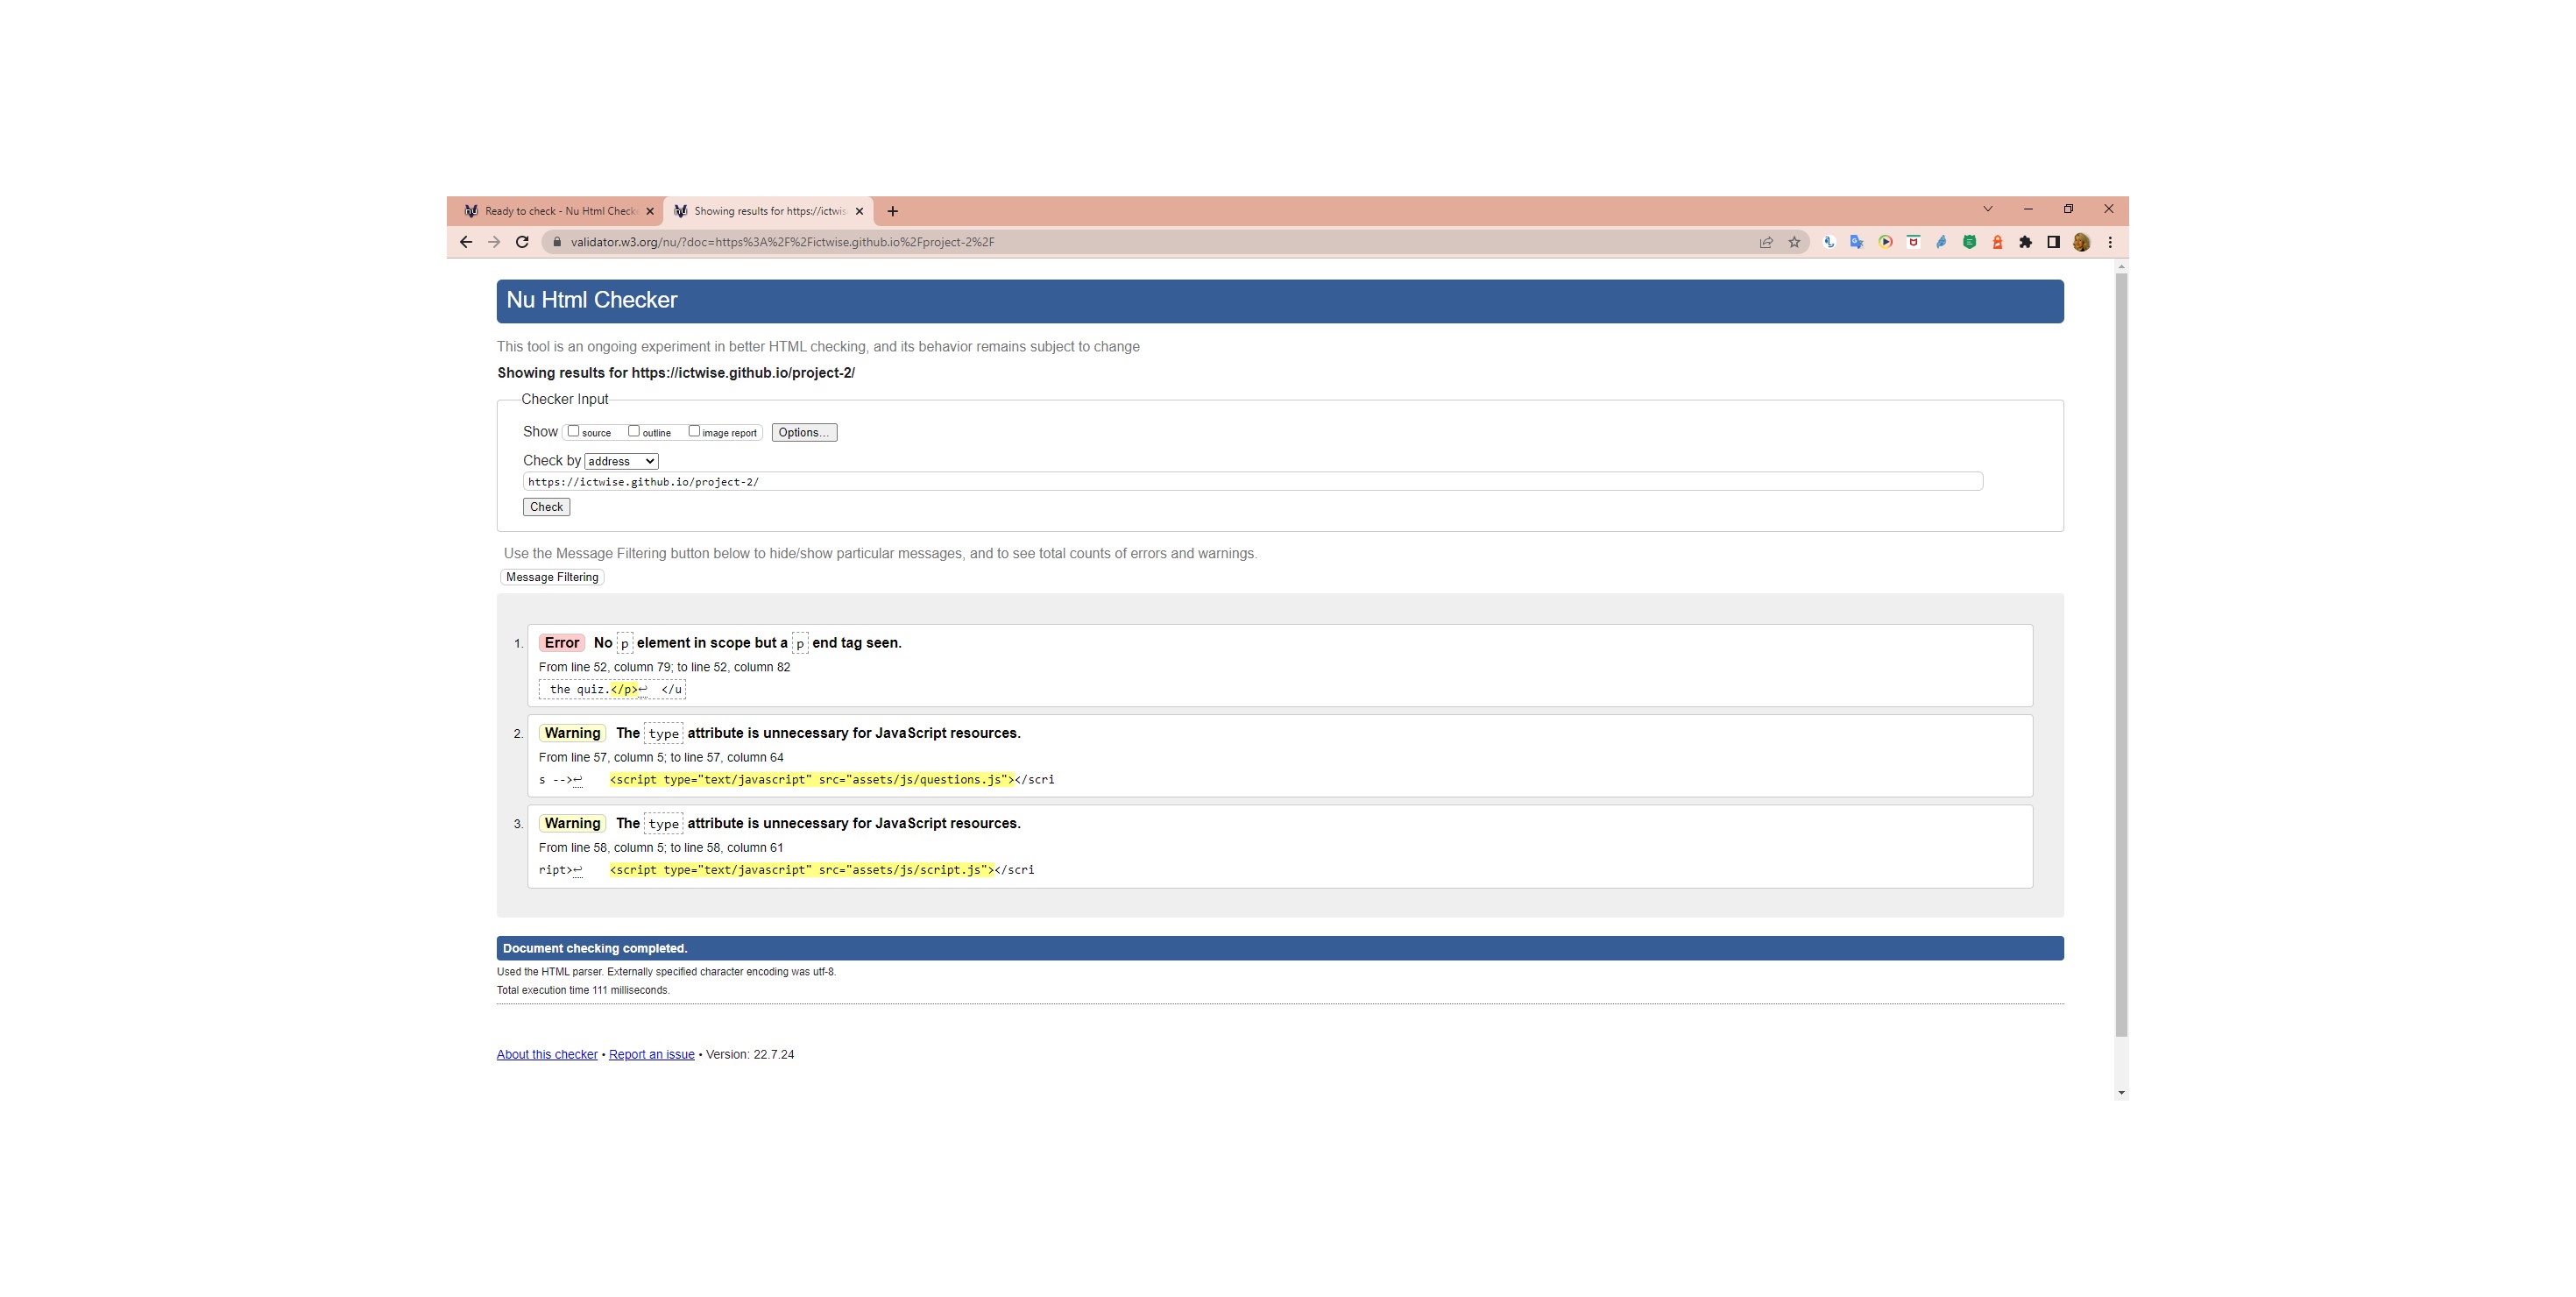 Ready to check - Nu Html Check
Showing results for https://ictwis
validator.w3.org/nu/?doc=https%3A%2F%2Fictwise.github.io%2Fproject-2%2F
Nu Html Checker
This tool is an ongoing experiment in better HTML checking, and its behavior remains subject to change
Showing results for https://ictwise.github.io/project-2/
Checker Input
Show source outline image report Options...
Check by address
https://ictwise.github.io/project-2/
Check
Use the Message Filtering button below to hide/show particular messages, and to see total counts of errors and warnings.
Message Filtering
1. Error No p element in scope but a p end tag seen.
From line 52, column 79; to line 52, column 82
the quiz.</p>↩ </u
2. Warning The type attribute is unnecessary for JavaScript resources.
From line 57, column 5; to line 57, column 64
s -->↩ <script type="text/javascript" src="assets/js/questions.js"></scri
3. Warning The type attribute is unnecessary for JavaScript resources.
From line 58, column 5; to line 58, column 61
ript>↩ <script type="text/javascript" src="assets/js/script.js"></scri
Document checking completed.
Used the HTML parser. Externally specified character encoding was utf-8.
Total execution time 111 milliseconds.
About this checker • Report an issue • Version: 22.7.24